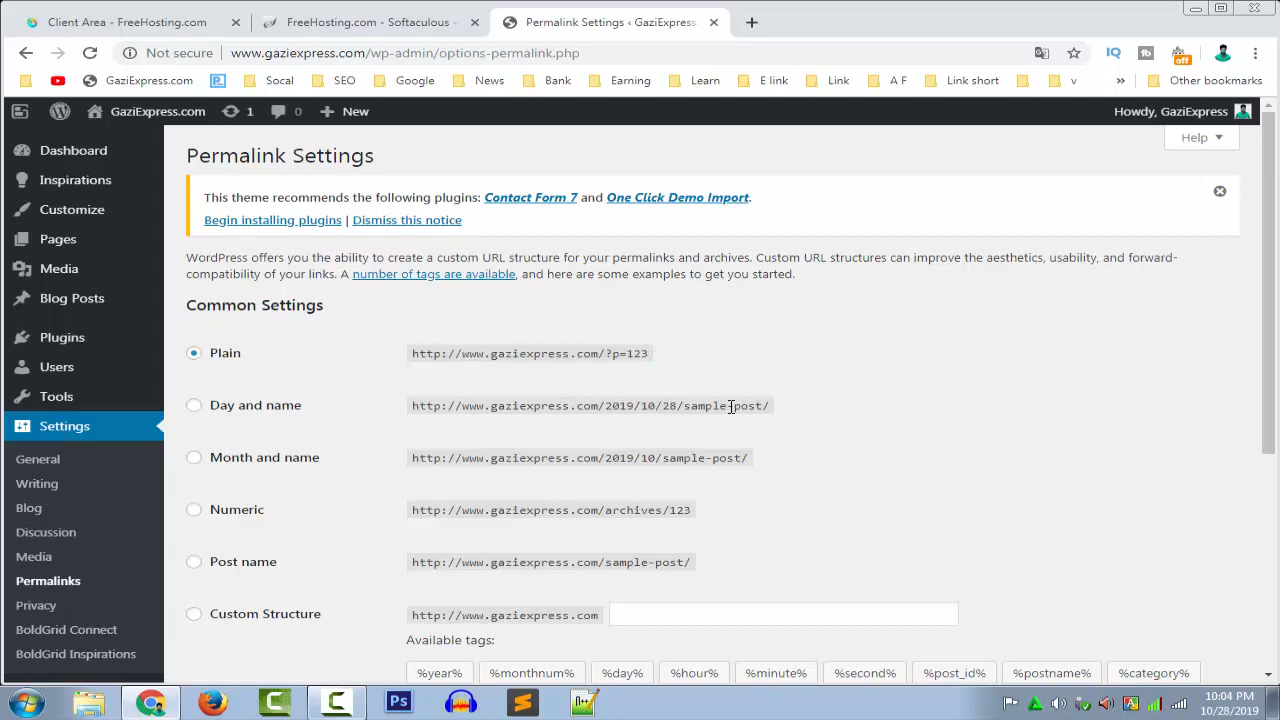 Client Area - FreeHosting.com
FreeHosting.com - Softaculous -
Permalink Settings ‹ GaziExpress.
Not secure
www.gaziexpress.com/wp-admin/options-permalink.php
IQ
tb
off
GaziExpress.com
Socal
SEO
Google
News
Bank
Earning
Learn
E link
Link
A F
Link short
v
»
Other bookmarks
GaziExpress.com
1
0
New
Howdy, GaziExpress
Dashboard
Inspirations
Customize
Pages
Media
Blog Posts
Plugins
Users
Tools
Settings
General
Writing
Blog
Discussion
Media
Permalinks
Privacy
BoldGrid Connect
BoldGrid Inspirations
Help
Permalink Settings
This theme recommends the following plugins: Contact Form 7 and One Click Demo Import.
Begin installing plugins | Dismiss this notice
WordPress offers you the ability to create a custom URL structure for your permalinks and archives. Custom URL structures can improve the aesthetics, usability, and forward-
compatibility of your links. A number of tags are available, and here are some examples to get you started.
Common Settings
Plain http://www.gaziexpress.com/?p=123
Day and name http://www.gaziexpress.com/2019/10/28/sample-post/
Month and name http://www.gaziexpress.com/2019/10/sample-post/
Numeric http://www.gaziexpress.com/archives/123
Post name http://www.gaziexpress.com/sample-post/
Custom Structure http://www.gaziexpress.com
Available tags:
%year% %monthnum% %day% %hour% %minute% %second% %post_id% %postname% %category%
Ps
10:04 PM
10/28/2019